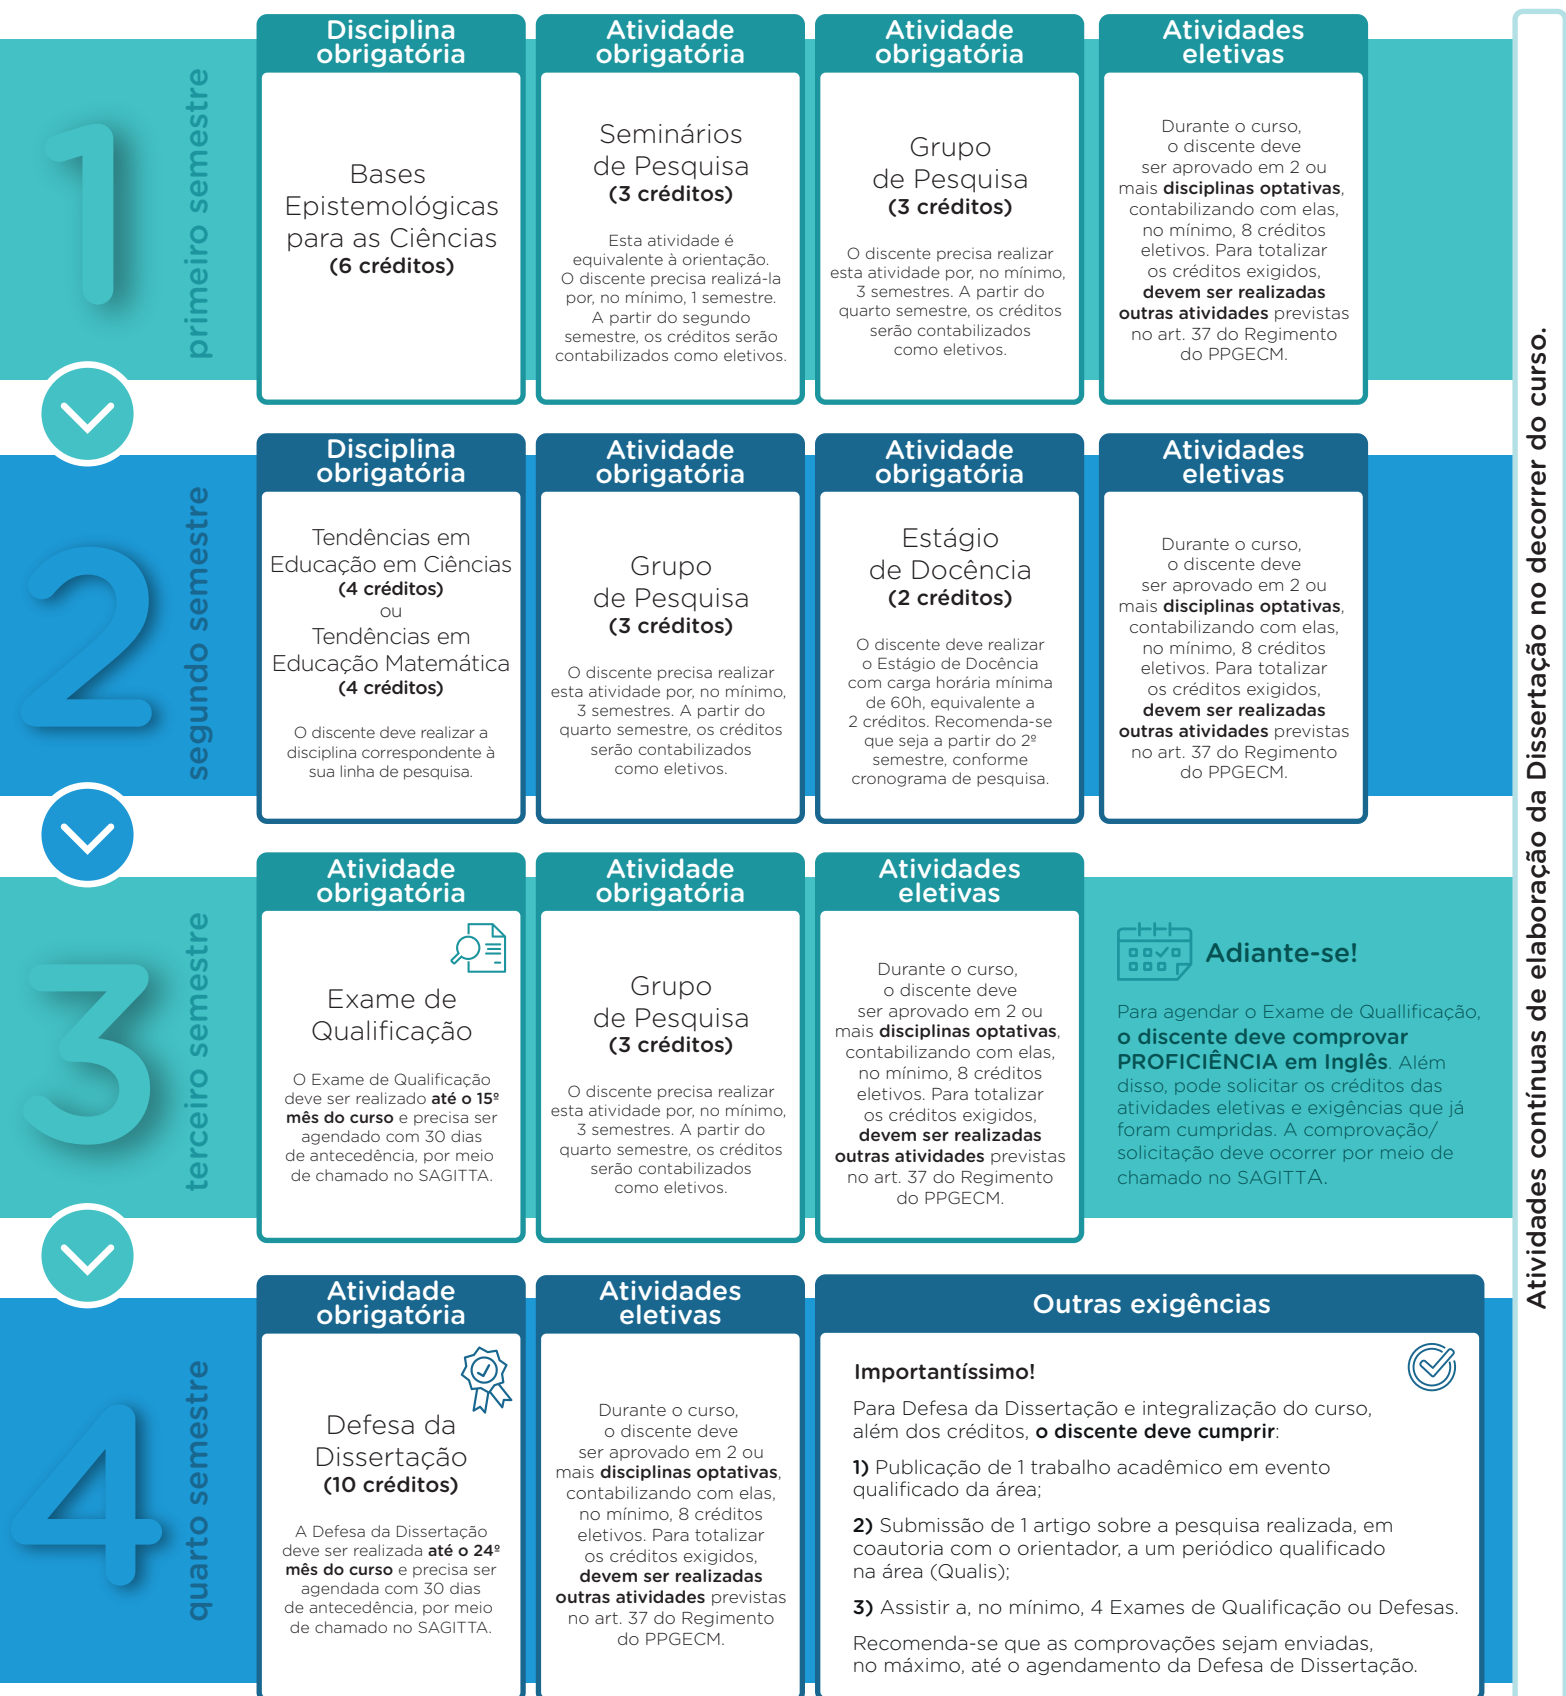 1
primeiro semestre
Disciplina
obrigatória
Bases
Epistemológicas
para as Ciências
(6 créditos)
Atividade
obrigatória
Seminários
de Pesquisa
(3 créditos)
Esta atividade é
equivalente à orientação.
O discente precisa realizá-la
por, no mínimo, 1 semestre.
A partir do segundo
semestre, os créditos serão
contabilizados como eletivos.
Atividade
obrigatória
Grupo
de Pesquisa
(3 créditos)
O discente precisa realizar
esta atividade por, no mínimo,
3 semestres. A partir do
quarto semestre, os créditos
serão contabilizados
como eletivos.
Atividades
eletivas
Durante o curso,
o discente deve
ser aprovado em 2 ou
mais disciplinas optativas,
contabilizando com elas,
no mínimo, 8 créditos
eletivos. Para totalizar
os créditos exigidos,
devem ser realizadas
outras atividades previstas
no art. 37 do Regimento
do PPGECM.
2
segundo semestre
Disciplina
obrigatória
Tendências em
Educação em Ciências
(4 créditos)
ou
Tendências em
Educação Matemática
(4 créditos)
O discente deve realizar a
disciplina correspondente à
sua linha de pesquisa.
Atividade
obrigatória
Grupo
de Pesquisa
(3 créditos)
O discente precisa realizar
esta atividade por, no mínimo,
3 semestres. A partir do
quarto semestre, os créditos
serão contabilizados
como eletivos.
Atividade
obrigatória
Estágio
de Docência
(2 créditos)
O discente deve realizar
o Estágio de Docência
com carga horária mínima
de 60h, equivalente a
2 créditos. Recomenda-se
que seja a partir do 2º
semestre, conforme
cronograma de pesquisa.
Atividades
eletivas
Durante o curso,
o discente deve
ser aprovado em 2 ou
mais disciplinas optativas,
contabilizando com elas,
no mínimo, 8 créditos
eletivos. Para totalizar
os créditos exigidos,
devem ser realizadas
outras atividades previstas
no art. 37 do Regimento
do PPGECM.
3
terceiro semestre
Atividade
obrigatória
Exame de
Qualificação
O Exame de Qualificação
deve ser realizado até o 15º
mês do curso e precisa ser
agendado com 30 dias
de antecedência, por meio
de chamado no SAGITTA.
Atividade
obrigatória
Grupo
de Pesquisa
(3 créditos)
O discente precisa realizar
esta atividade por, no mínimo,
3 semestres. A partir do
quarto semestre, os créditos
serão contabilizados
como eletivos.
Atividades
eletivas
Durante o curso,
o discente deve
ser aprovado em 2 ou
mais disciplinas optativas,
contabilizando com elas,
no mínimo, 8 créditos
eletivos. Para totalizar
os créditos exigidos,
devem ser realizadas
outras atividades previstas
no art. 37 do Regimento
do PPGECM.
Adiante-se!
Para agendar o Exame de Quallificação,
o discente deve comprovar
PROFICIÊNCIA em Inglês. Além
disso, pode solicitar os créditos das
atividades eletivas e exigências que já
foram cumpridas. A comprovação/
solicitação deve ocorrer por meio de
chamado no SAGITTA.
4
quarto semestre
Atividade
obrigatória
Defesa da
Dissertação
(10 créditos)
A Defesa da Dissertação
deve ser realizada até o 24º
mês do curso e precisa ser
agendada com 30 dias
de antecedência, por meio
de chamado no SAGITTA.
Atividades
eletivas
Durante o curso,
o discente deve
ser aprovado em 2 ou
mais disciplinas optativas,
contabilizando com elas,
no mínimo, 8 créditos
eletivos. Para totalizar
os créditos exigidos,
devem ser realizadas
outras atividades previstas
no art. 37 do Regimento
do PPGECM.
Outras exigências
Importantíssimo!
Para Defesa da Dissertação e integralização do curso,
além dos créditos, o discente deve cumprir:
1) Publicação de 1 trabalho acadêmico em evento
qualificado da área;
2) Submissão de 1 artigo sobre a pesquisa realizada, em
coautoria com o orientador, a um periódico qualificado
na área (Qualis);
3) Assistir a, no mínimo, 4 Exames de Qualificação ou Defesas.
Recomenda-se que as comprovações sejam enviadas,
no máximo, até o agendamento da Defesa de Dissertação.
Atividades contínuas de elaboração da Dissertação no decorrer do curso.